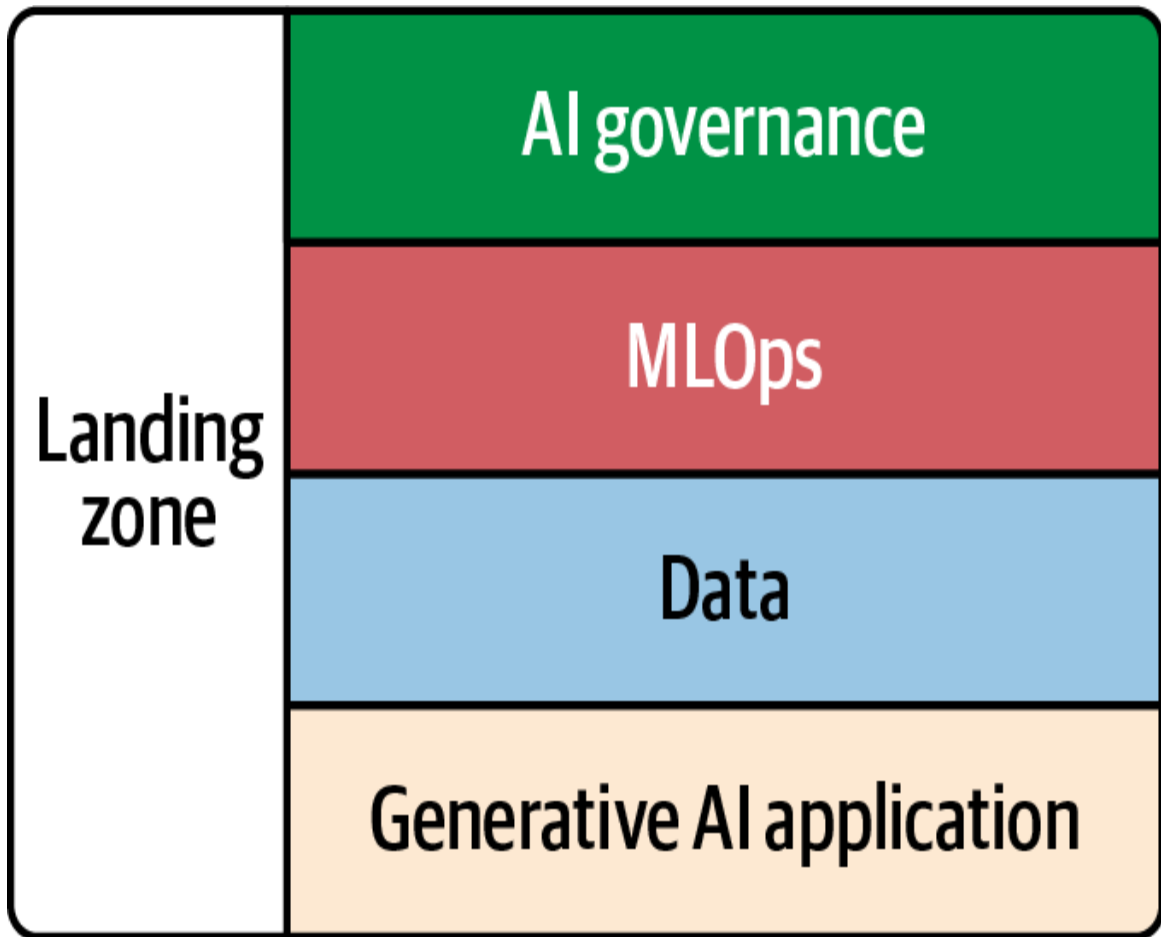 Landing
zone
AI governance
MLOps
Data
Generative AI application